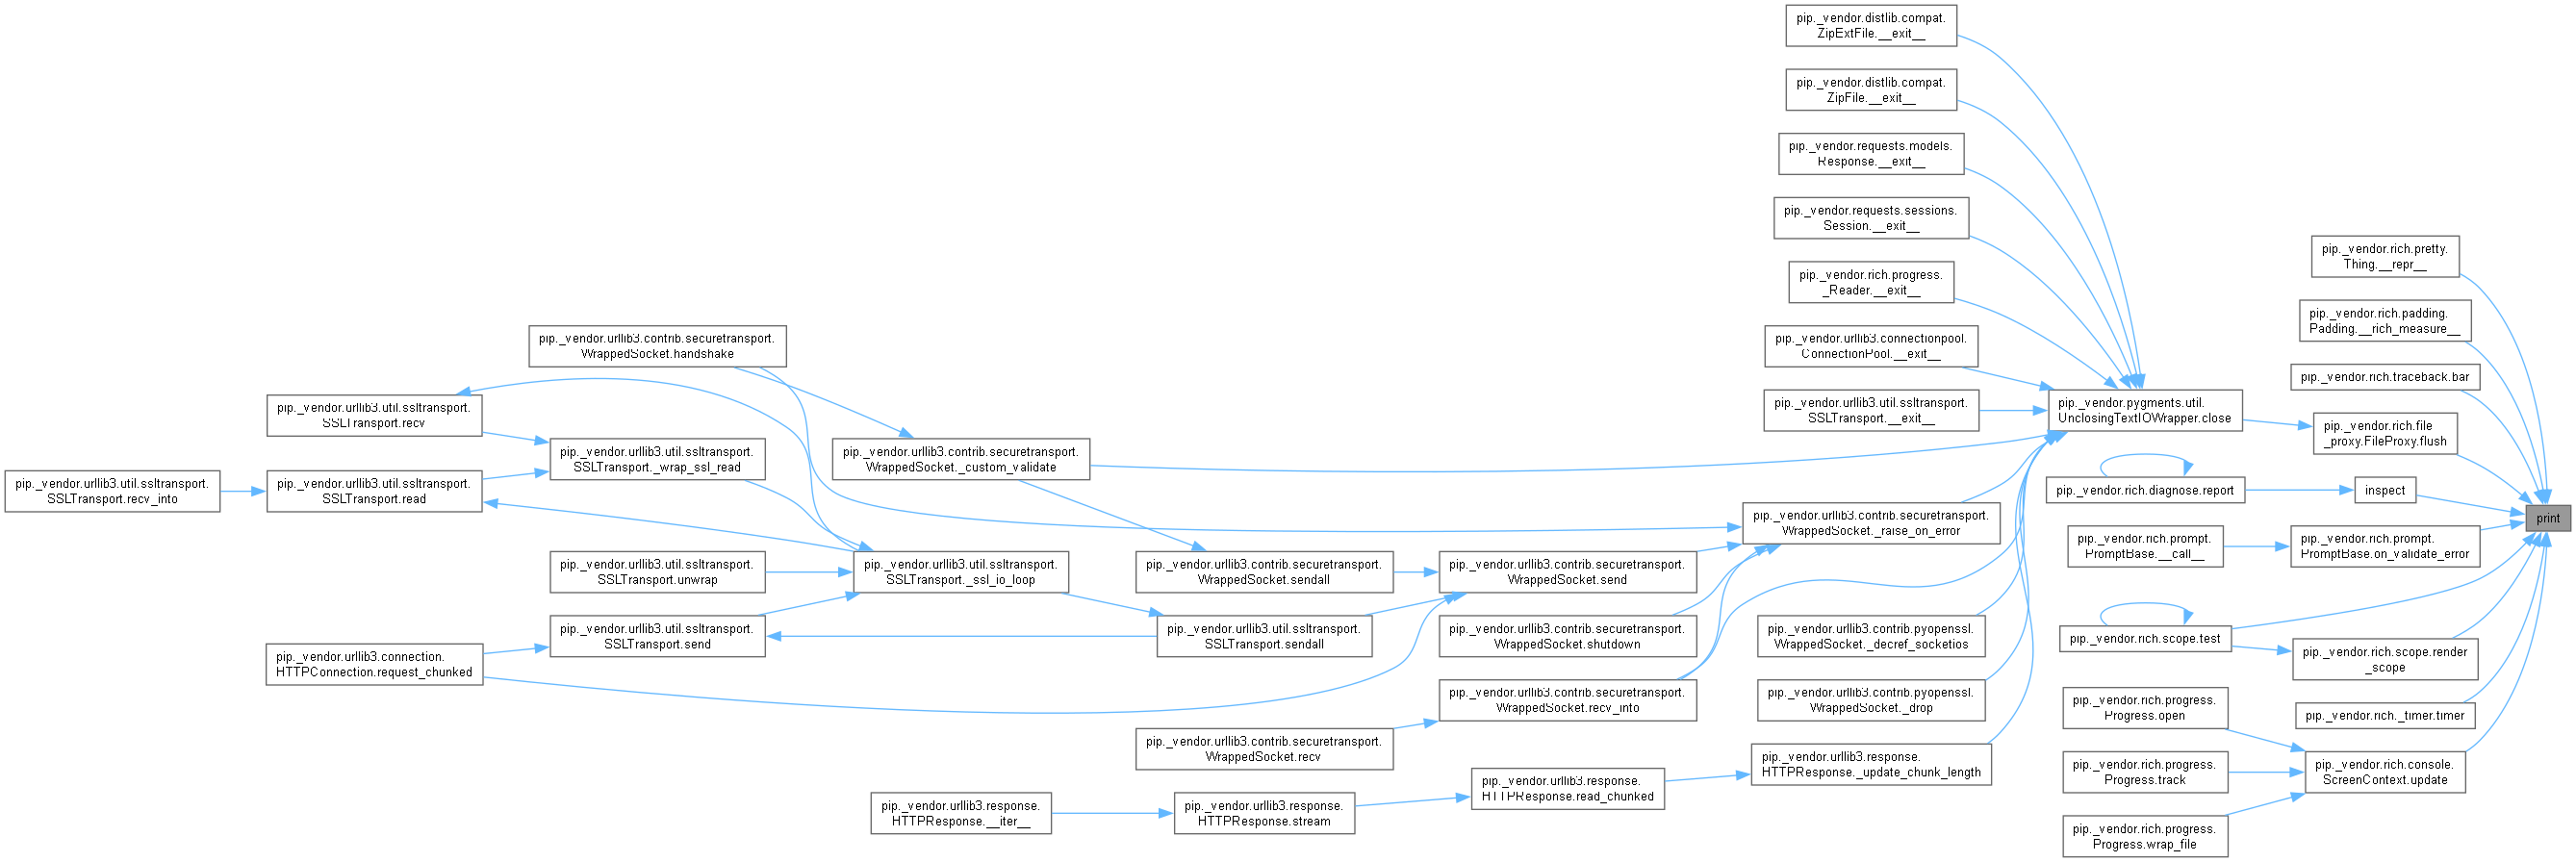 pip._vendor.distlib.compat.
ZipExtFile.__exit__
pip._vendor.distlib.compat.
ZipFile.__exit__
pip._vendor.requests.models.
Response.__exit__
pip._vendor.requests.sessions.
Session.__exit__
pip._vendor.rich.progress.
_Reader.__exit__
pip._vendor.urllib3.connectionpool.
ConnectionPool.__exit__
pip._vendor.urllib3.util.ssltransport.
SSLTransport.__exit__
pip._vendor.pygments.util.
UnclosingTextIOWrapper.close
pip._vendor.rich.pretty.
Thing.__repr__
pip._vendor.rich.padding.
Padding.__rich_measure__
pip._vendor.rich.traceback.bar
pip._vendor.rich.file
_proxy.FileProxy.flush
pip._vendor.rich.diagnose.report
inspect
print
pip._vendor.rich.prompt.
PromptBase.__call__
pip._vendor.rich.prompt.
PromptBase.on_validate_error
pip._vendor.rich.scope.test
pip._vendor.rich.scope.render
_scope
pip._vendor.rich._timer.timer
pip._vendor.rich.progress.
Progress.open
pip._vendor.rich.progress.
Progress.track
pip._vendor.rich.console.
ScreenContext.update
pip._vendor.rich.progress.
Progress.wrap_file
pip._vendor.urllib3.contrib.securetransport.
WrappedSocket.handshake
pip._vendor.urllib3.util.ssltransport.
SSLTransport.recv
pip._vendor.urllib3.util.ssltransport.
SSLTransport._wrap_ssl_read
pip._vendor.urllib3.contrib.securetransport.
WrappedSocket._custom_validate
pip._vendor.urllib3.util.ssltransport.
SSLTransport.recv_into
pip._vendor.urllib3.util.ssltransport.
SSLTransport.read
pip._vendor.urllib3.contrib.securetransport.
WrappedSocket._raise_on_error
pip._vendor.urllib3.util.ssltransport.
SSLTransport.unwrap
pip._vendor.urllib3.util.ssltransport.
SSLTransport._ssl_io_loop
pip._vendor.urllib3.contrib.securetransport.
WrappedSocket.sendall
pip._vendor.urllib3.contrib.securetransport.
WrappedSocket.send
pip._vendor.urllib3.connection.
HTTPConnection.request_chunked
pip._vendor.urllib3.util.ssltransport.
SSLTransport.send
pip._vendor.urllib3.util.ssltransport.
SSLTransport.sendall
pip._vendor.urllib3.contrib.securetransport.
WrappedSocket.shutdown
pip._vendor.urllib3.contrib.pyopenssl.
WrappedSocket._decref_socketios
pip._vendor.urllib3.contrib.securetransport.
WrappedSocket.recv_into
pip._vendor.urllib3.contrib.pyopenssl.
WrappedSocket._drop
pip._vendor.urllib3.contrib.securetransport.
WrappedSocket.recv
pip._vendor.urllib3.response.
HTTPResponse._update_chunk_length
pip._vendor.urllib3.response.
HTTPResponse.read_chunked
pip._vendor.urllib3.response.
HTTPResponse.stream
pip._vendor.urllib3.response.
HTTPResponse.__iter__